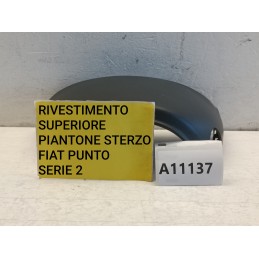 RIVESTIMENTO
SUPERIORE
PIANTONE STERZO
FIAT PUNTO
SERIE 2
A11137